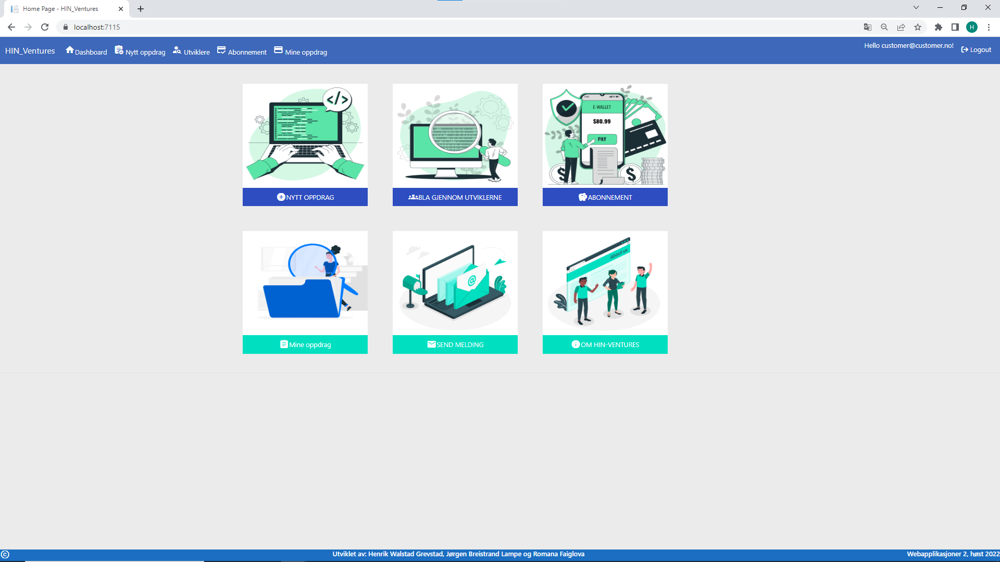 Home Page - HIN_Ventures
localhost:7115
HIN_Ventures Dashboard Nytt oppdrag Utviklere Abonnement Mine oppdrag Hello customer@customer.no! Logout
</>
E-WALLET
$80.99
PAY
$ $
NYTT OPPDRAG
BLA GJENNOM UTVIKLERNE
ABONNEMENT
@
About us
Mine oppdrag
SEND MELDING
OM HIN-VENTURES
© Utviklet av: Henrik Walstad Grevstad, Jørgen Breistrand Lampe og Romana Faiglova Webapplikasjoner 2, høst 2022